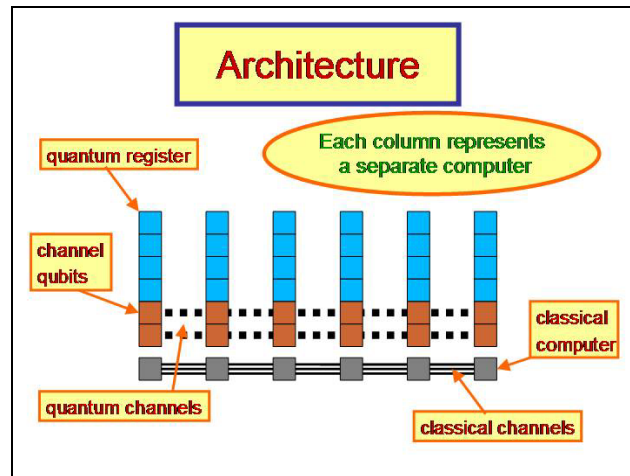 Architecture
Each column represents
a separate computer
quantum register
channel
qubits
classical
computer
quantum channels
classical channels